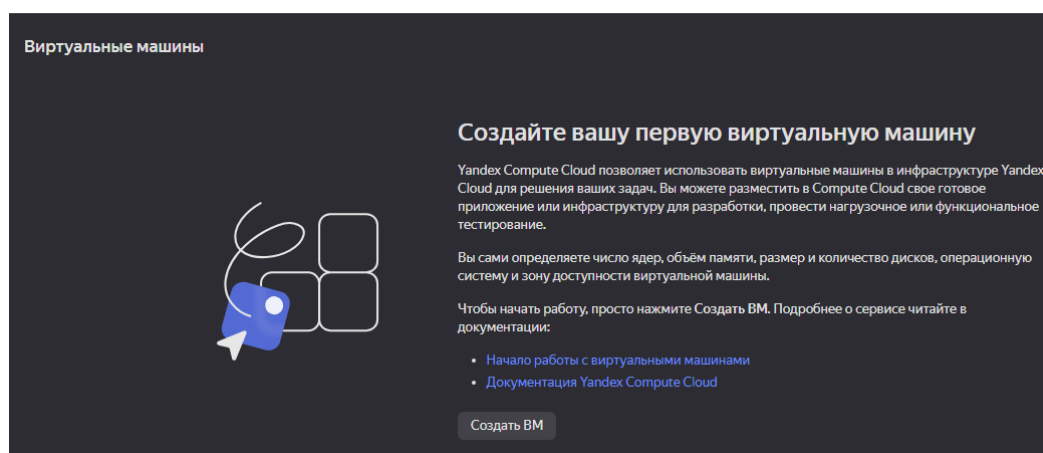 Виртуальные машины
Создайте вашу первую виртуальную машину
Yandex Compute Cloud позволяет использовать виртуальные машины в инфраструктуре Yandex
Cloud для решения ваших задач. Вы можете разместить в Compute Cloud свое готовое
приложение или инфраструктуру для разработки, провести нагрузочное или функциональное
тестирование.
Вы сами определяете число ядер, объём памяти, размер и количество дисков, операционную
систему и зону доступности виртуальной машины.
Чтобы начать работу, просто нажмите Создать ВМ. Подробнее о сервисе читайте в
документации:
• Начало работы с виртуальными машинами
• Документация Yandex Compute Cloud
Создать ВМ